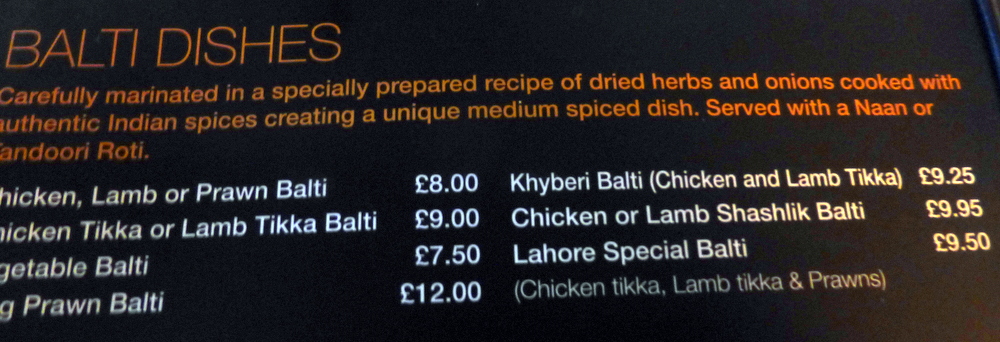 BALTI DISHES
Carefully marinated in a specially prepared recipe of dried herbs and onions cooked with
authentic Indian spices creating a unique medium spiced dish. Served with a Naan or
Tandoori Roti.
hicken, Lamb or Prawn Balti £8.00
hicken Tikka or Lamb Tikka Balti £9.00
getable Balti £7.50
g Prawn Balti £12.00
Khyberi Balti (Chicken and Lamb Tikka) £9.25
Chicken or Lamb Shashlik Balti £9.95
Lahore Special Balti £9.50
(Chicken tikka, Lamb tikka & Prawns)